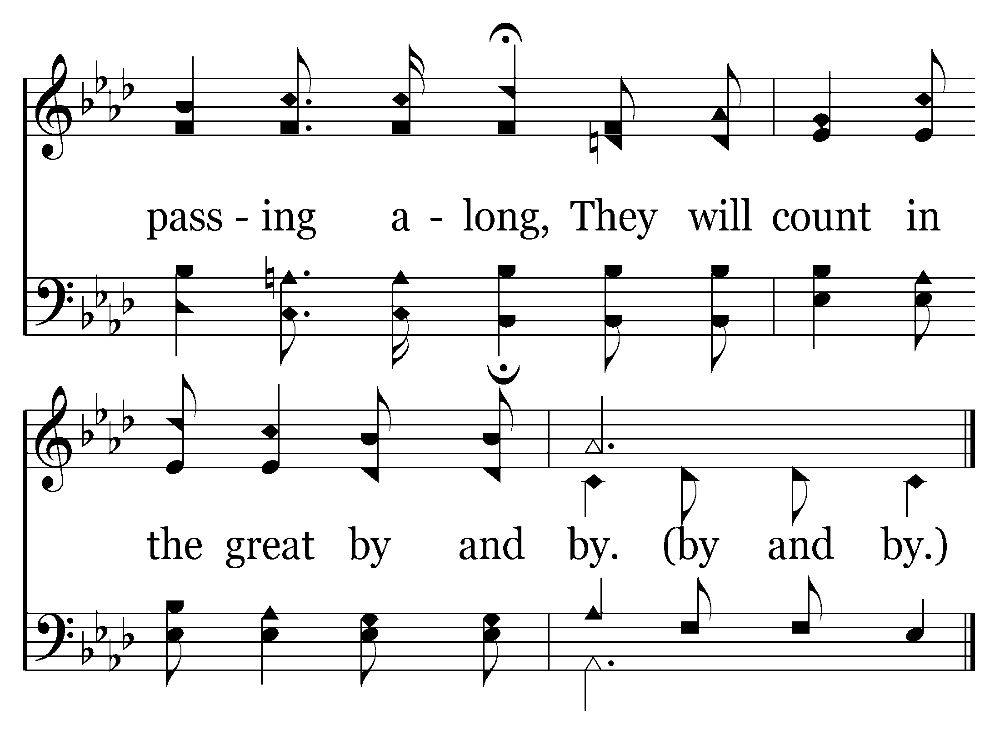 pass - ing a - long, They will count in
the great by and by. (by and by.)